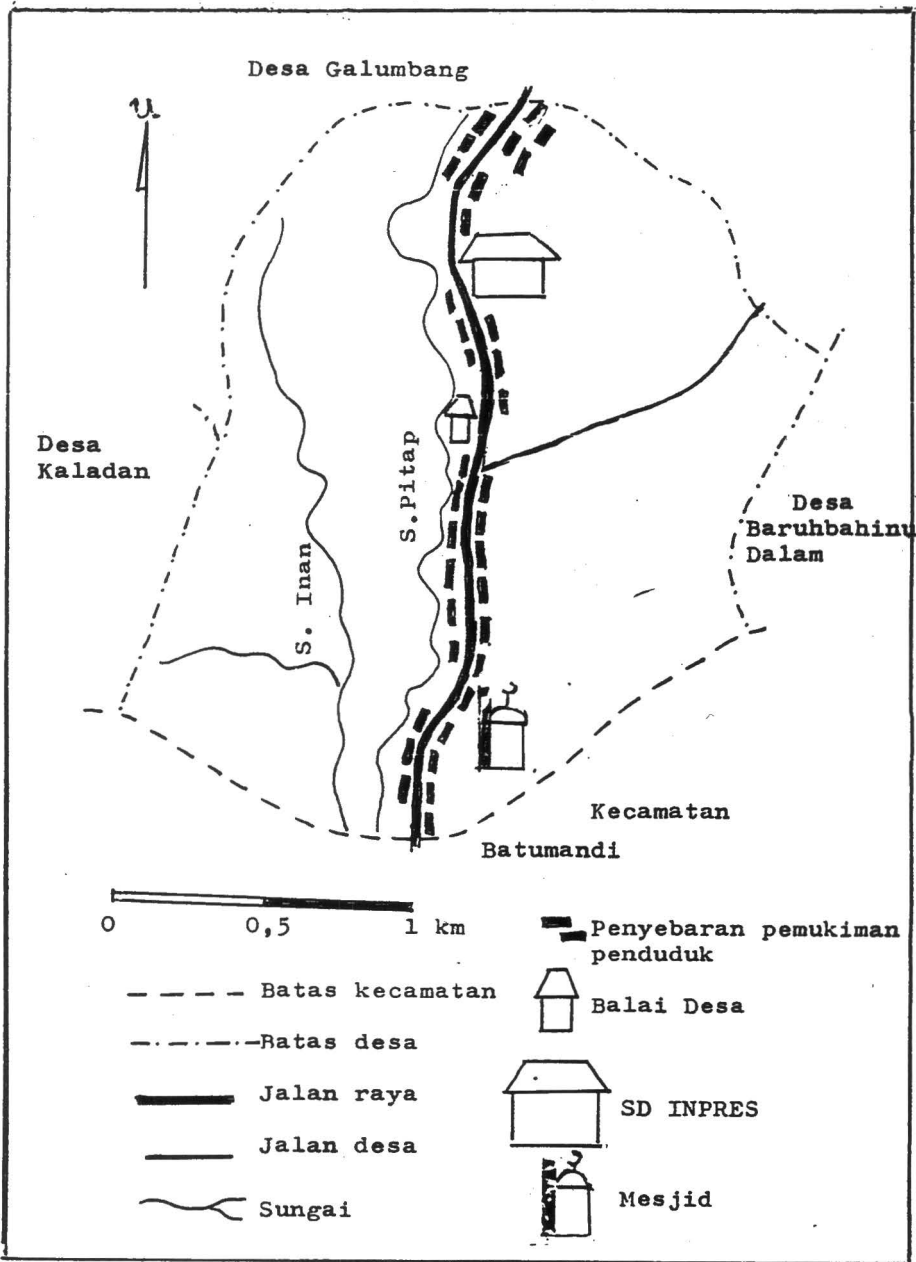 Desa Galumbang
U
Desa
Kaladan
S. Inan
S.Pitap
Desa
Baruhbahinu
Dalam
Kecamatan
Batumandi
0 0,5 1 km
Batas kecamatan
Batas desa
Jalan raya
Jalan desa
Sungai
Penyebaran pemukiman
penduduk
Balai Desa
SD INPRES
Mesjid